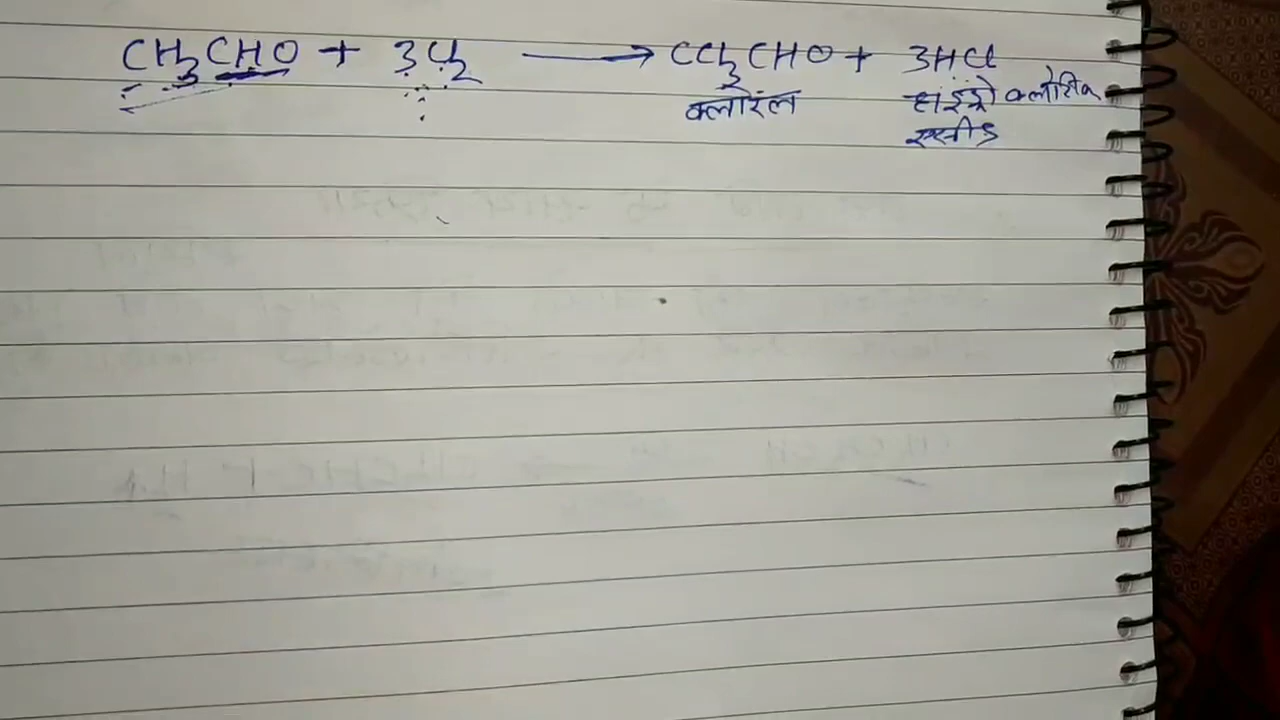 CH₃CHO + 3Cl₂ ⟶ CCl₃CHO + 3HCl
क्लोरल हाइड्रोक्लोरिक
एसीड